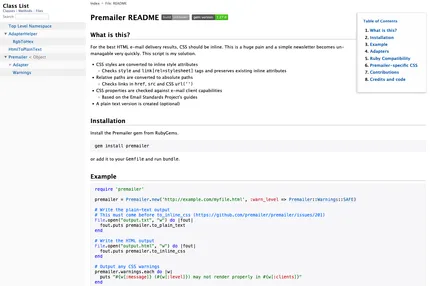 Class List
Classes | Methods | Files
Search:
Top Level Namespace
▼ AdapterHelper
RgbToHex
HtmlToPlainText
▼ Premailer < Object
▼ Adapter
Warnings
Index » File: README
Premailer README
What is this?
For the best HTML e-mail delivery results, CSS should be inline. This is a huge pain and a simple newsletter becomes un-
managable very quickly. This script is my solution.
• CSS styles are converted to inline style attributes
◦ Checks style and link[rel=stylesheet] tags and preserves existing inline attributes
• Relative paths are converted to absolute paths
◦ Checks links in href, src and CSS url('')
• CSS properties are checked against e-mail client capabilities
◦ Based on the Email Standards Project's guides
• A plain text version is created (optional)
Installation
Install the Premailer gem from RubyGems.
gem install premailer
or add it to your Gemfile and run bundle.
Example
require 'premailer'
premailer = Premailer.new('http://example.com/myfile.html', :warn_level => Premailer::Warnings::SAFE)
# Write the plain-text output
# This must come before to_inline_css (https://github.com/premailer/premailer/issues/201)
File.open("output.txt", "w") do |fout|
fout.puts premailer.to_plain_text
end
# Write the HTML output
File.open("output.html", "w") do |fout|
fout.puts premailer.to_inline_css
end
# Output any CSS warnings
premailer.warnings.each do |w|
puts "#{w[:message]} (#{w[:level]}) may not render properly in #{w[:clients]}"
end
Table of Contents
1. What is this?
2. Installation
3. Example
4. Adapters
5. Ruby Compatibility
6. Premailer-specific CSS
7. Contributions
8. Credits and code